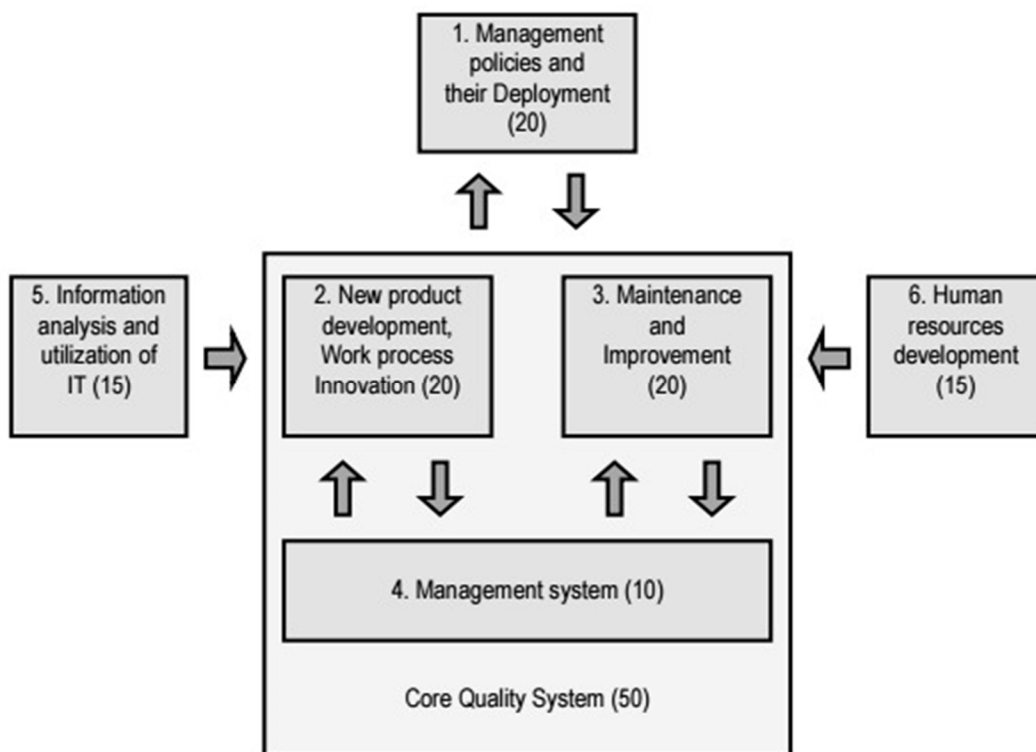 1. Management
policies and
their Deployment
(20)
5. Information
analysis and
utilization of
IT (15)
2. New product
development,
Work process
Innovation (20)
3. Maintenance
and
Improvement
(20)
6. Human
resources
development
(15)
4. Management system (10)
Core Quality System (50)